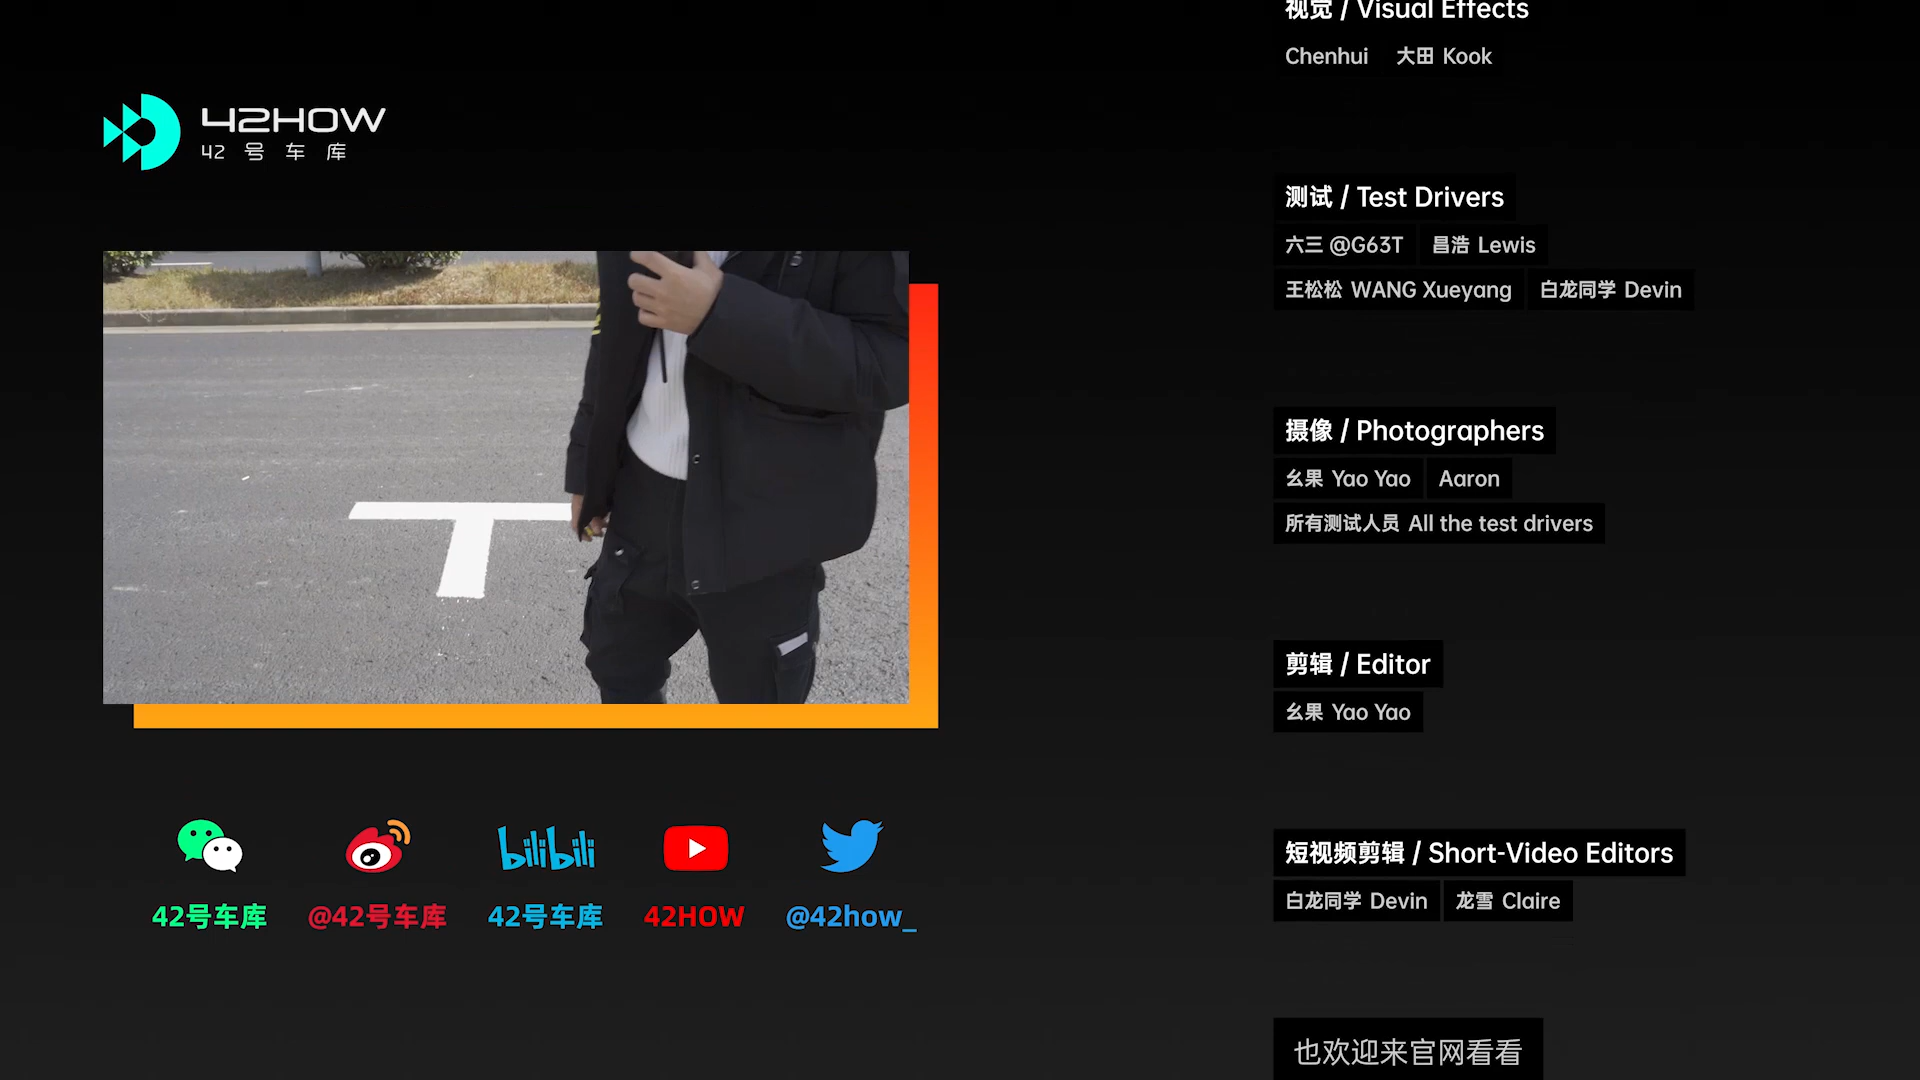 42HOW
42号车库
42号车库
@42号车库
bilibili
42号车库
42HOW
@42how_
视觉 / Visual Effects
Chenhui 大田 Kook
测试 / Test Drivers
六三 @G63T 昌浩 Lewis
王松松 WANG Xueyang 白龙同学 Devin
摄像 / Photographers
幺果 Yao Yao Aaron
所有测试人员 All the test drivers
剪辑 / Editor
幺果 Yao Yao
短视频剪辑 / Short-Video Editors
白龙同学 Devin 龙雪 Claire
也欢迎来官网看看